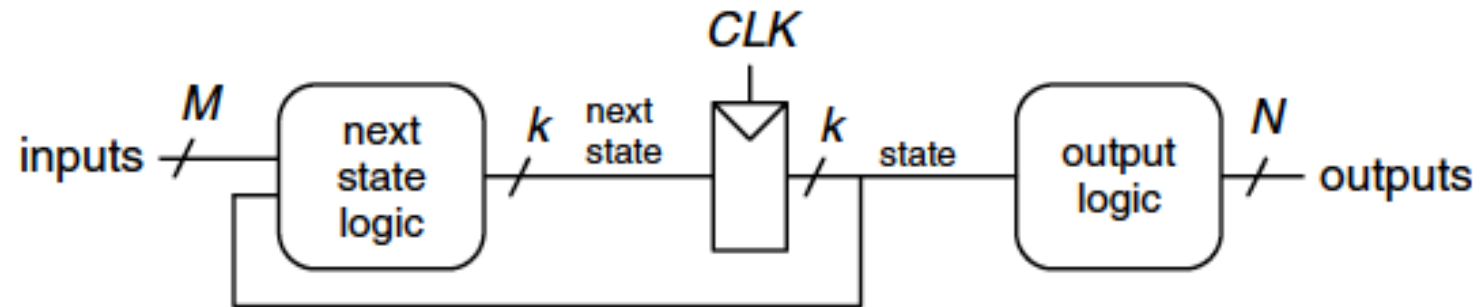 CLK
inputs
M
next
state
logic
k
next
state
k
state
output
logic
N
outputs